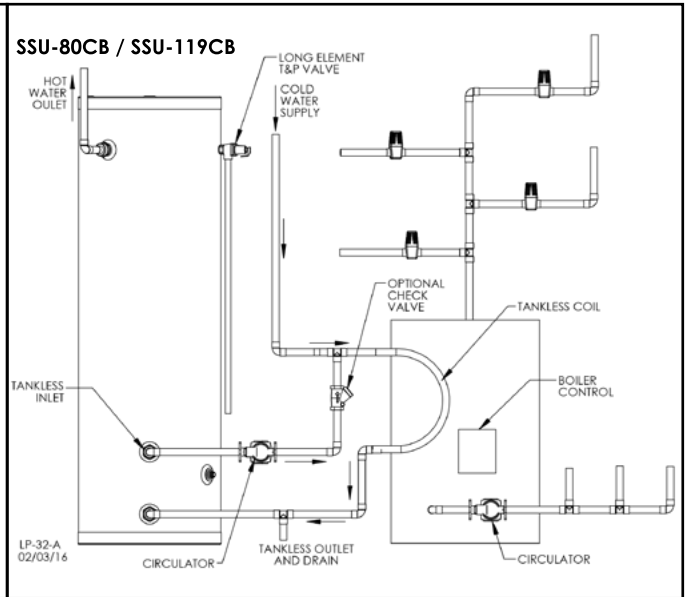 SSU-80CB / SSU-119CB
HOT
WATER
OULET
LONG ELEMENT
T&P VALVE
COLD
WATER
SUPPLY
OPTIONAL
CHECK
VALVE
TANKLESS COIL
TANKLESS
INLET
BOILER
CONTROL
LP-32-A
02/03/16
CIRCULATOR
TANKLESS OUTLET
AND DRAIN
CIRCULATOR